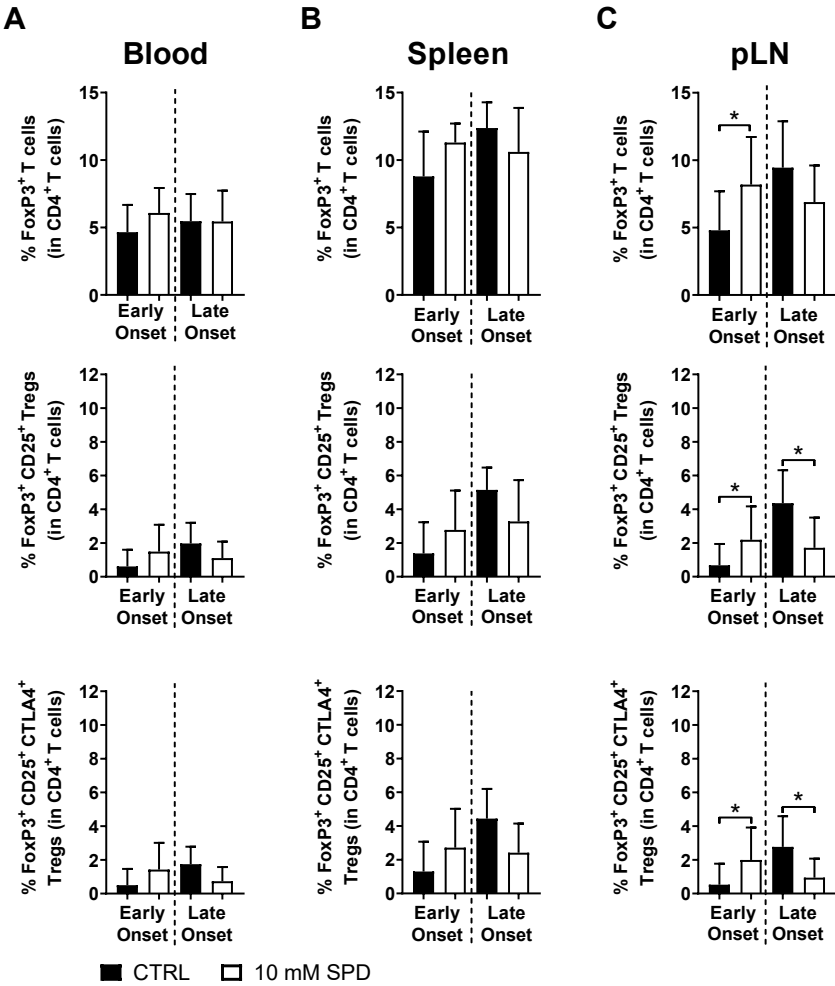 A
Blood
B
Spleen
C
pLN
% FoxP3⁺ T cells
(in CD4⁺ T cells)
15
10
5
0
Early
Onset
Late
Onset
% FoxP3⁺ T cells
(in CD4⁺ T cells)
15
10
5
0
Early
Onset
Late
Onset
% FoxP3⁺ T cells
(in CD4⁺ T cells)
15
10
5
0
*
Early
Onset
Late
Onset
% FoxP3⁺ CD25⁺ Tregs
(in CD4⁺ T cells)
12
10
8
6
4
2
0
Early
Onset
Late
Onset
% FoxP3⁺ CD25⁺ Tregs
(in CD4⁺ T cells)
12
10
8
6
4
2
0
Early
Onset
Late
Onset
% FoxP3⁺ CD25⁺ Tregs
(in CD4⁺ T cells)
12
10
8
6
4
2
0
*
*
Early
Onset
Late
Onset
% FoxP3⁺ CD25⁺ CTLA4⁺
Tregs (in CD4⁺ T cells)
12
10
8
6
4
2
0
Early
Onset
Late
Onset
% FoxP3⁺ CD25⁺ CTLA4⁺
Tregs (in CD4⁺ T cells)
12
10
8
6
4
2
0
Early
Onset
Late
Onset
% FoxP3⁺ CD25⁺ CTLA4⁺
Tregs (in CD4⁺ T cells)
12
10
8
6
4
2
0
*
*
Early
Onset
Late
Onset
CTRL
10 mM SPD